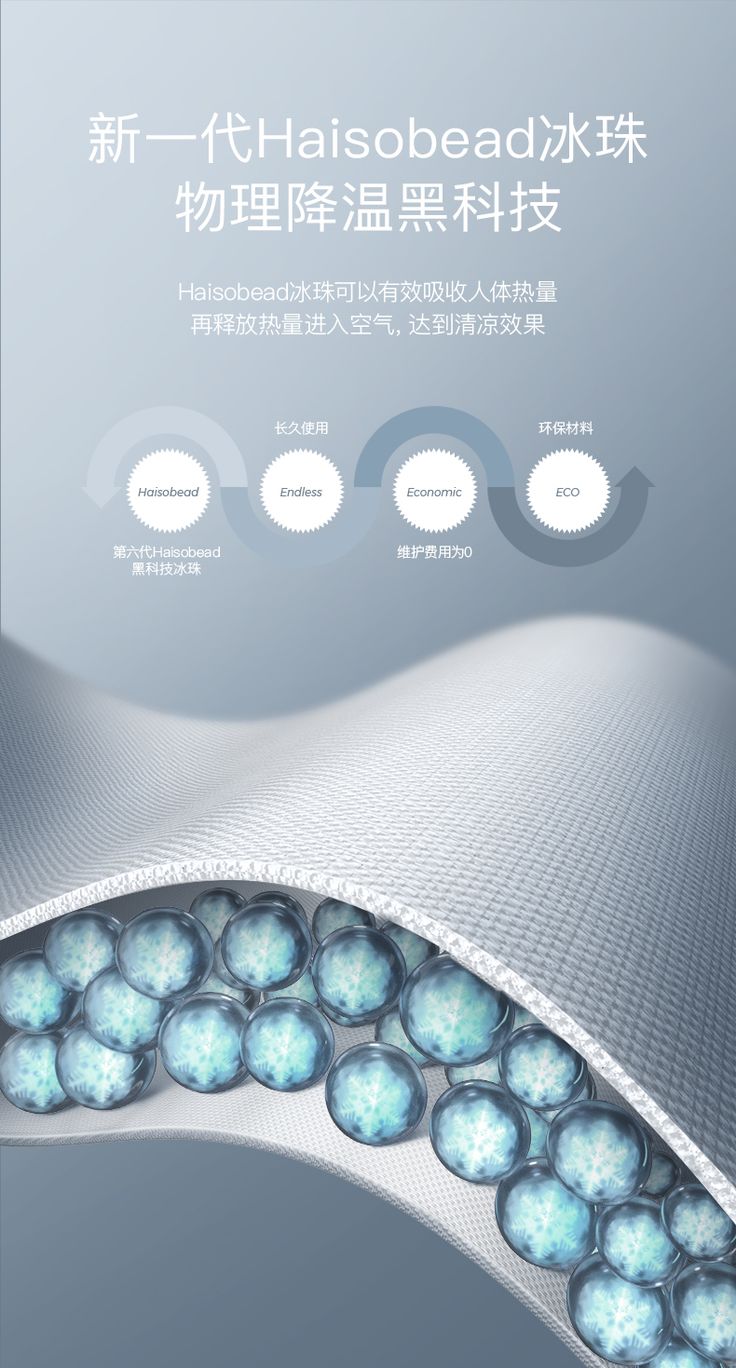 新一代Haisobead冰珠
物理降温黑科技
Haisobead冰珠可以有效吸收人体热量
再释放热量进入空气, 达到清凉效果
长久使用
环保材料
Haisobead
Endless
Economic
ECO
第六代Haisobead
黑科技冰珠
维护费用为0